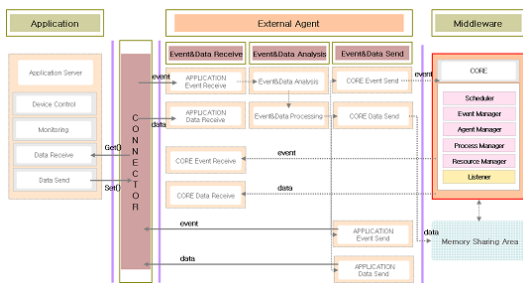 Application
External Agent
Middleware
Event&Data Receive
Event&Data Analysis
Event&Data Send
Application Server
Device Control
Monitoring
Data Receive
Data Send
Get()
Set()
CONNECTOR
event
data
APPLICATION
Event Receive
Event&Data Analysis
CORE Event Send
event
APPLICATION
Data Receive
Event&Data Processing
CORE Data Send
CORE Event Receive
event
CORE Data Receive
data
event
APPLICATION
Event Send
data
APPLICATION
Data Send
CORE
Scheduler
Event Manager
Agent Manager
Process Manager
Resource Manager
Listener
data
Memory Sharing Area